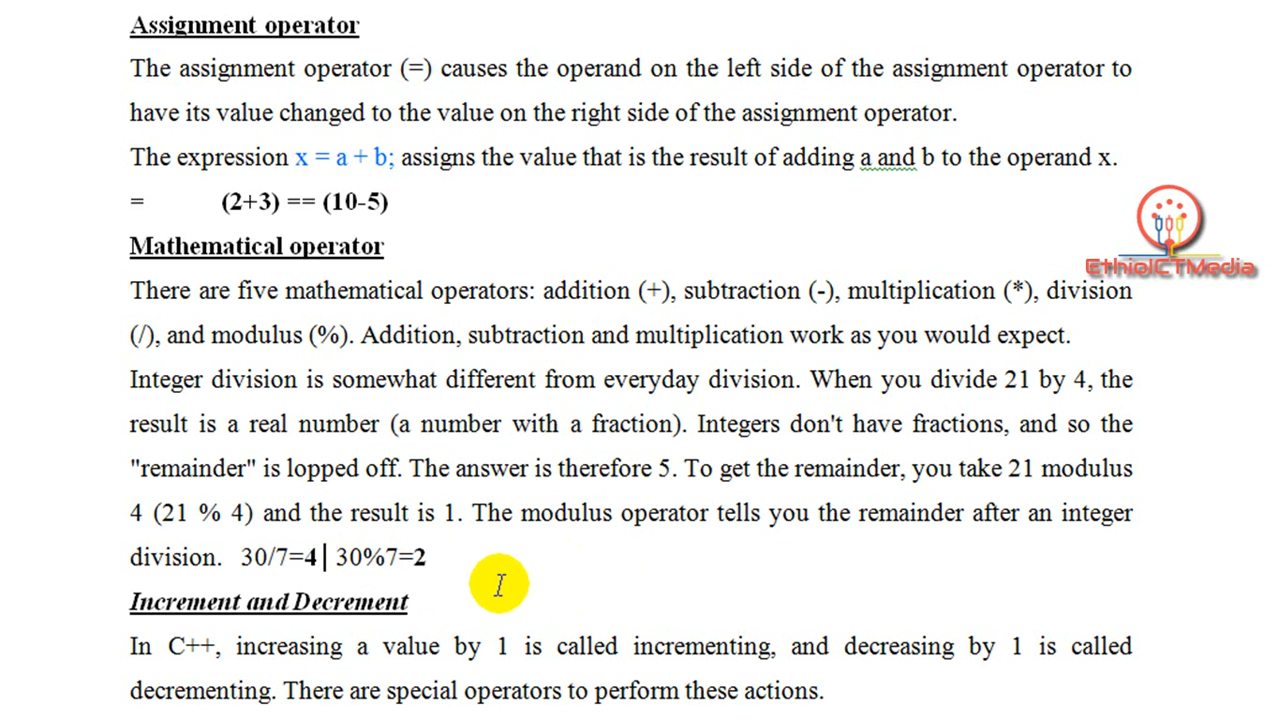 Assignment operator
The assignment operator (=) causes the operand on the left side of the assignment operator to
have its value changed to the value on the right side of the assignment operator.
The expression x = a + b; assigns the value that is the result of adding a and b to the operand x.
= (2+3) == (10-5)
Mathematical operator
EthioICTMedia
There are five mathematical operators: addition (+), subtraction (-), multiplication (*), division
(/), and modulus (%). Addition, subtraction and multiplication work as you would expect.
Integer division is somewhat different from everyday division. When you divide 21 by 4, the
result is a real number (a number with a fraction). Integers don't have fractions, and so the
"remainder" is lopped off. The answer is therefore 5. To get the remainder, you take 21 modulus
4 (21 % 4) and the result is 1. The modulus operator tells you the remainder after an integer
division. 30/7=4 30%7=2
Increment and Decrement
In C++, increasing a value by 1 is called incrementing, and decreasing by 1 is called
decrementing. There are special operators to perform these actions.